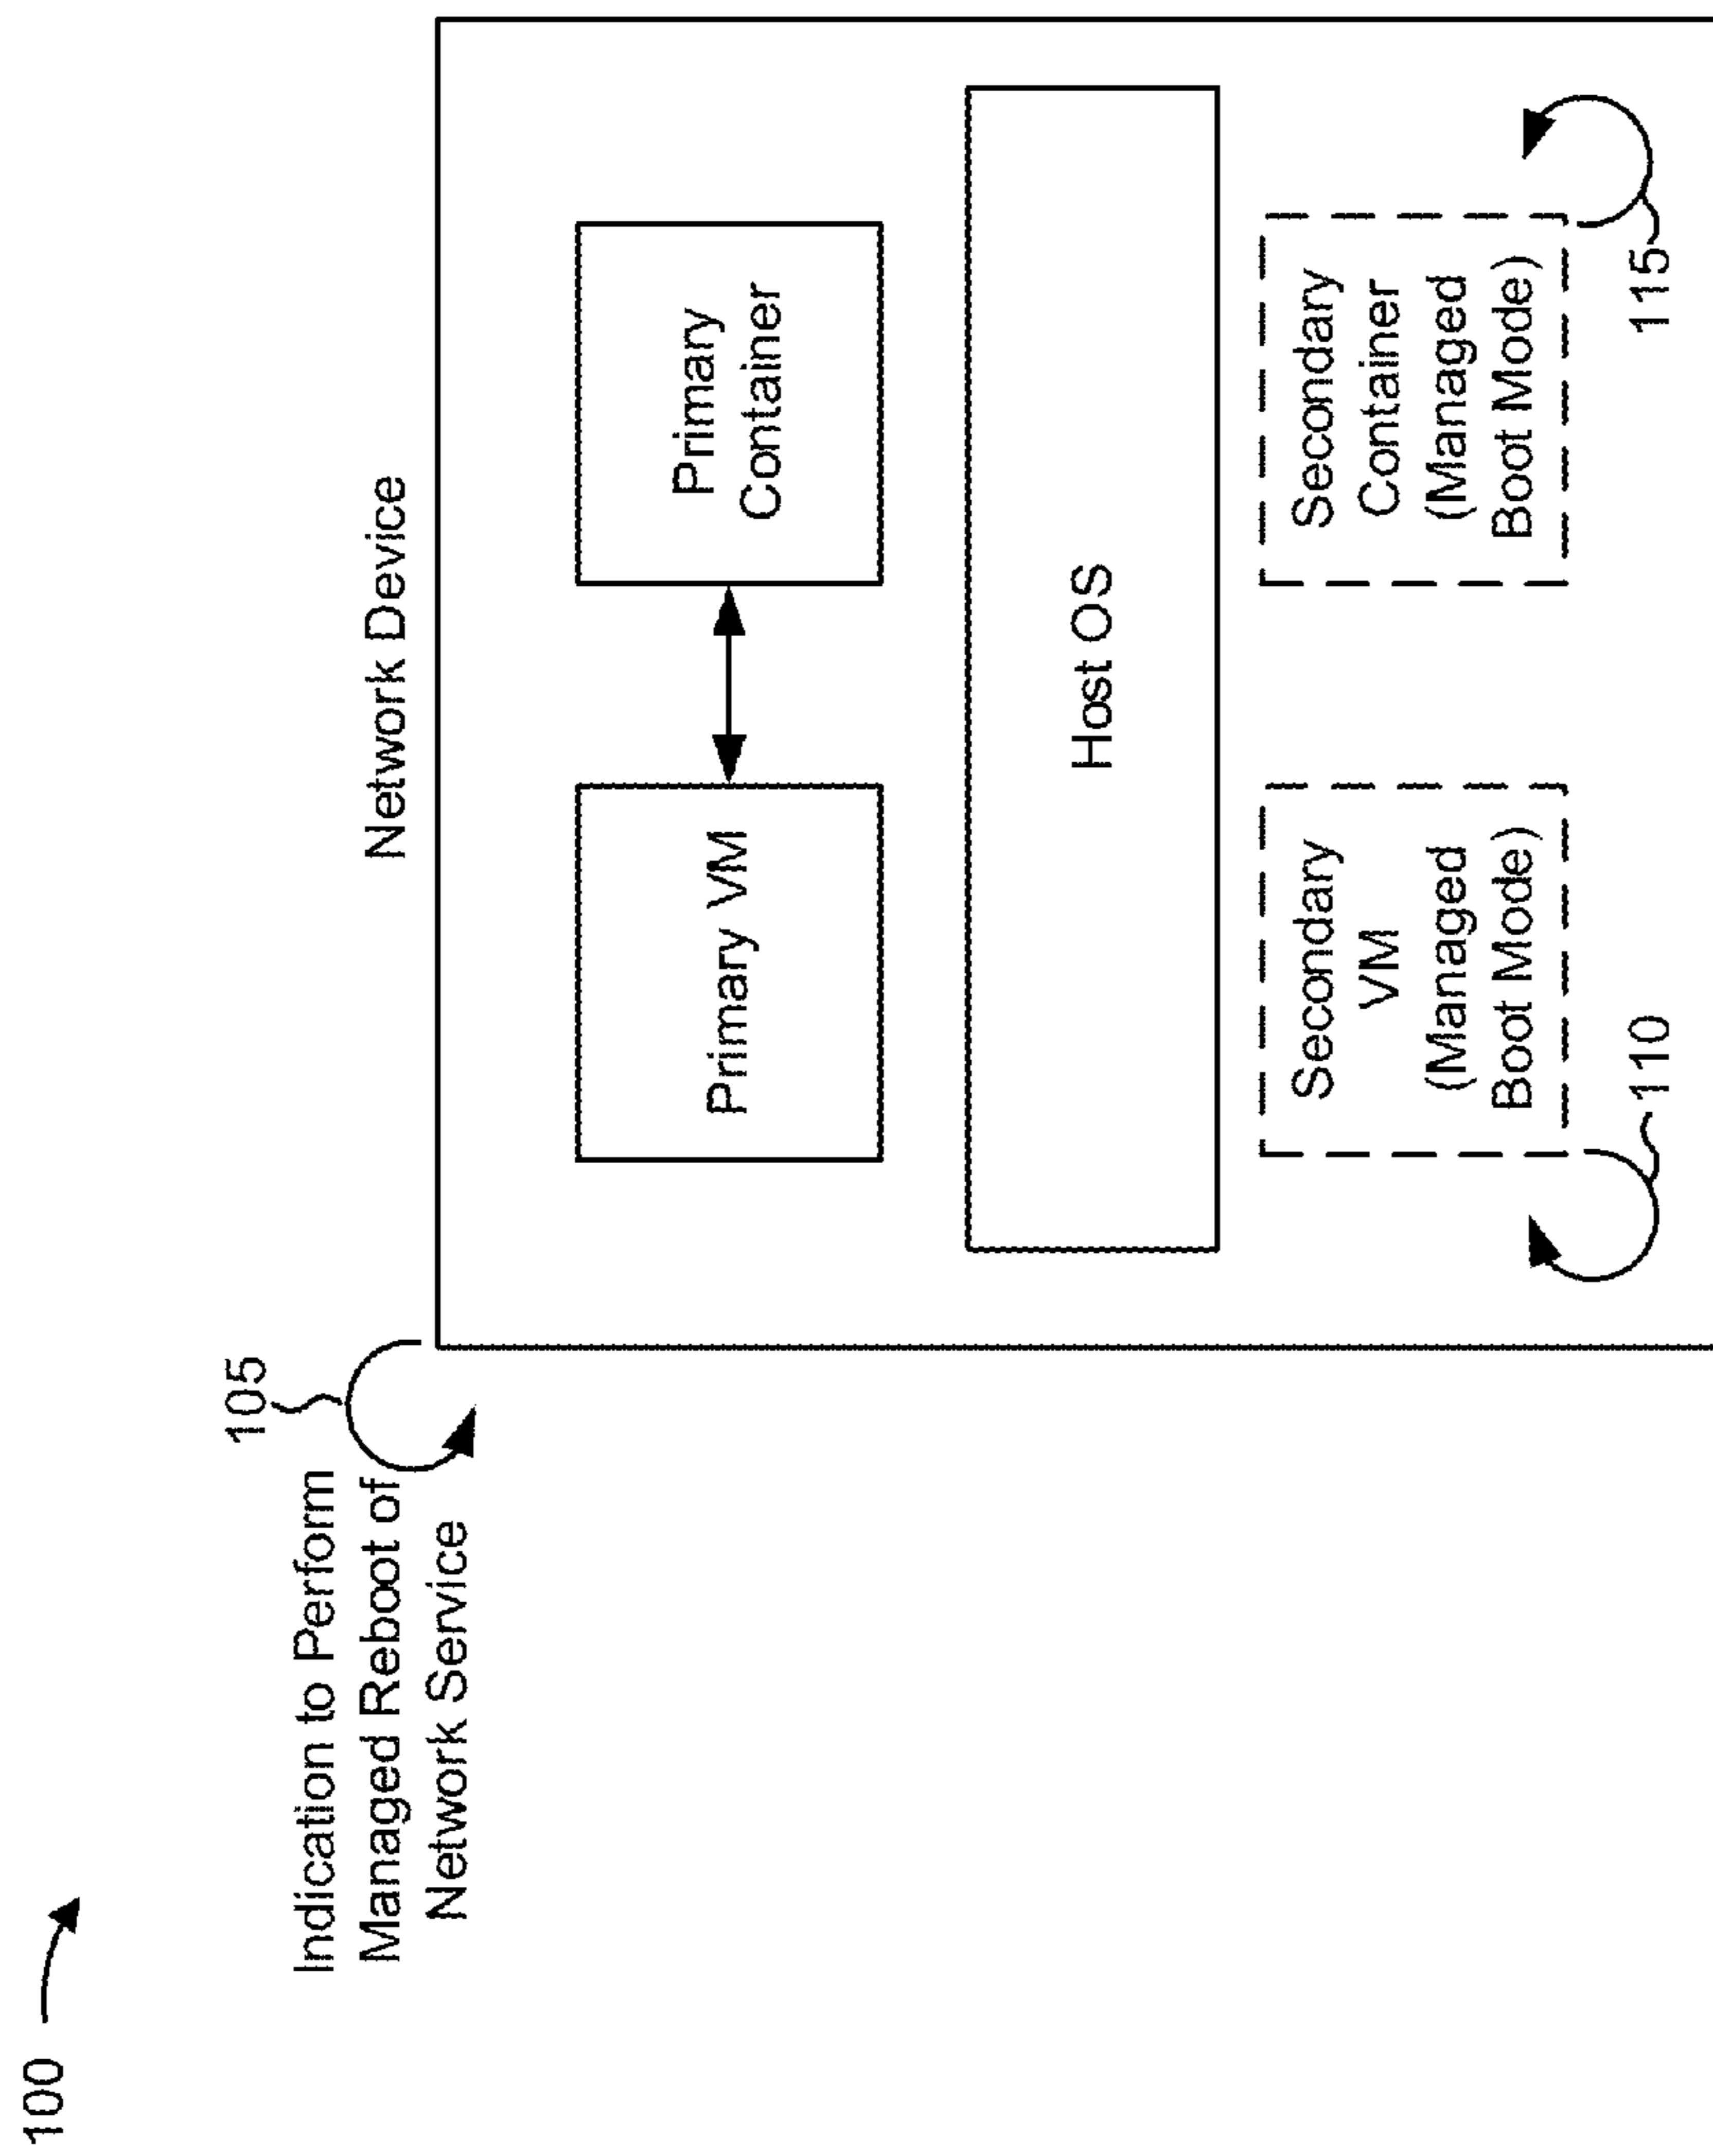 100
105
Indication to Perform
Managed Reboot of
Network Service
Network Device
Primary VM
Primary
Container
Host OS
Secondary
VM
(Managed
Boot Mode)
Secondary
Container
(Managed
Boot Mode)
110
115